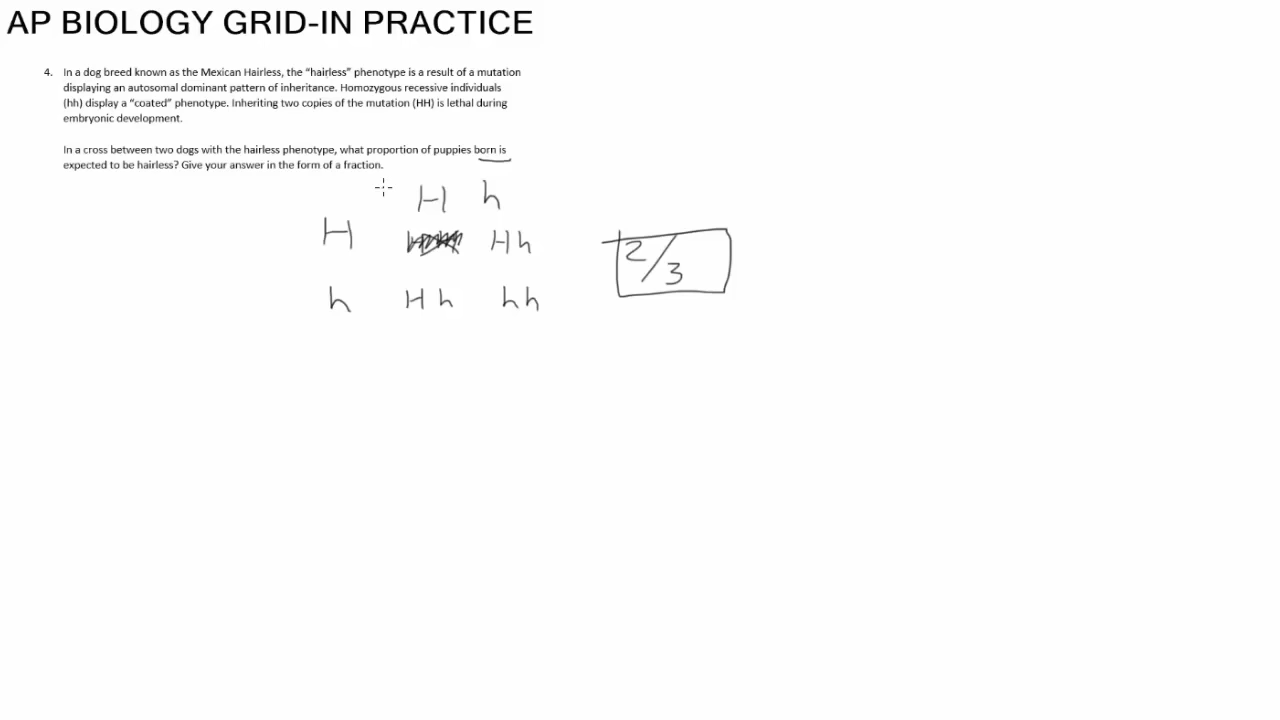 AP BIOLOGY GRID-IN PRACTICE
4. In a dog breed known as the Mexican Hairless, the “hairless” phenotype is a result of a mutation
displaying an autosomal dominant pattern of inheritance. Homozygous recessive individuals
(hh) display a “coated” phenotype. Inheriting two copies of the mutation (HH) is lethal during
embryonic development.
In a cross between two dogs with the hairless phenotype, what proportion of puppies born is
expected to be hairless? Give your answer in the form of a fraction.
H h
H Hh
h Hh hh
2/3